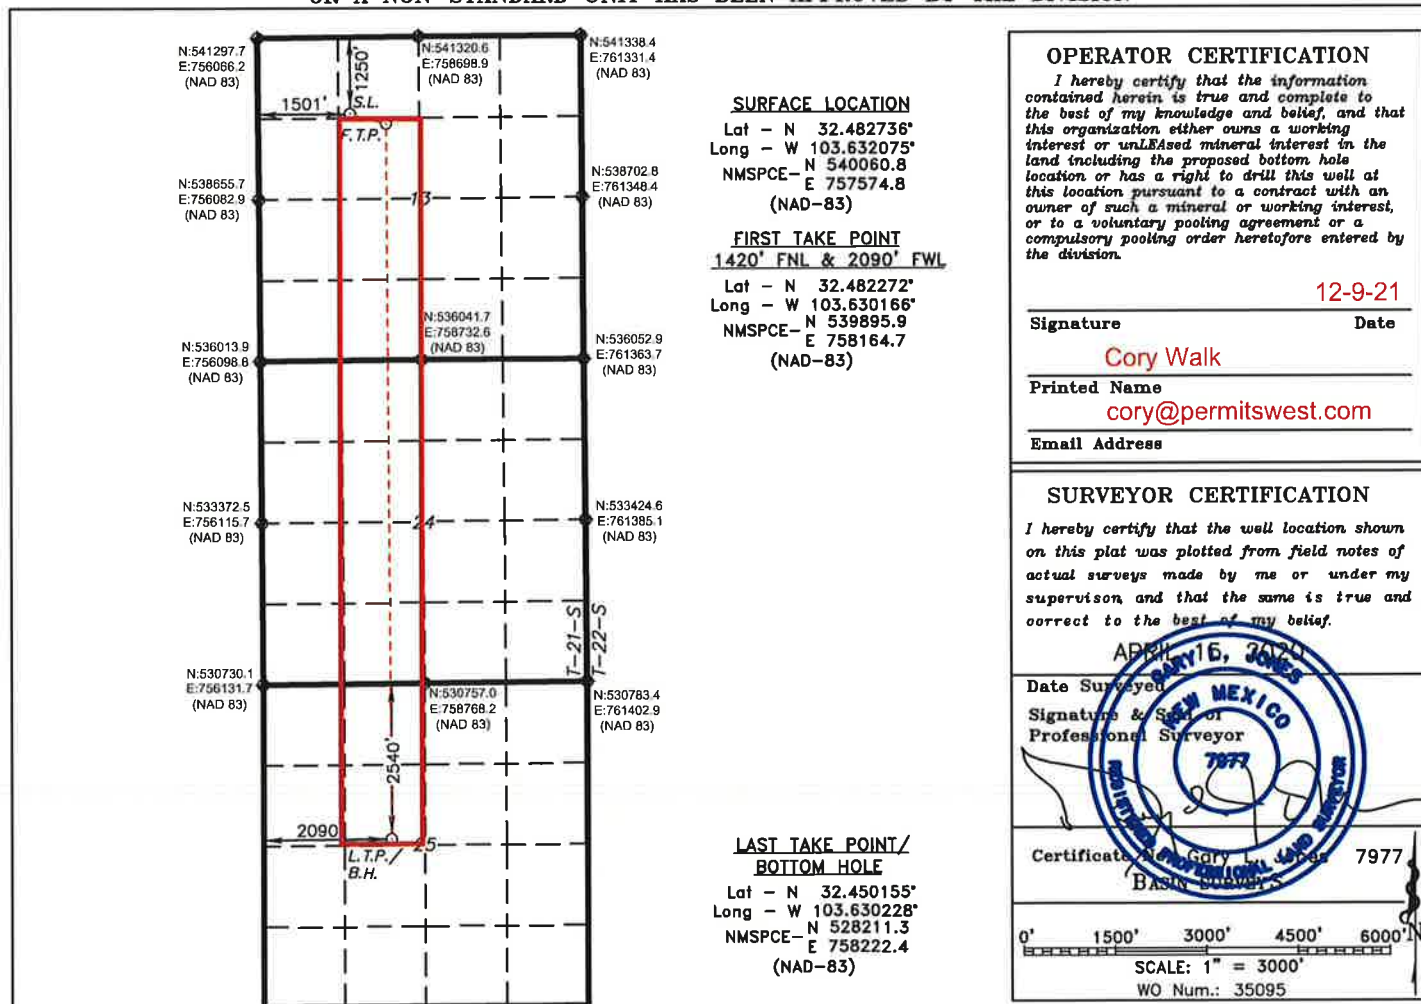 N:541297.7
E:756066.2
(NAD 83)
N:541320.6
E:758698.9
(NAD 83)
N:541338.4
E:761331.4
(NAD 83)
1250'
1501'
S.L.
F.T.P.
N:538655.7
E:756082.9
(NAD 83)
13
N:538702.8
E:761348.4
(NAD 83)
N:536013.9
E:756098.8
(NAD 83)
N:536041.7
E:758732.6
(NAD 83)
N:536052.9
E:761363.7
(NAD 83)
N:533372.5
E:756115.7
(NAD 83)
24
N:533424.6
E:761385.1
(NAD 83)
T-21-S
T-22-S
N:530730.1
E:756131.7
(NAD 83)
N:530757.0
E:758768.2
(NAD 83)
N:530783.4
E:761402.9
(NAD 83)
2540'
2090
L.T.P./
B.H.
25
SURFACE LOCATION
Lat - N 32.482736°
Long - W 103.632075°
NMSPCE- N 540060.8
E 757574.8
(NAD-83)
FIRST TAKE POINT
1420' FNL & 2090' FWL
Lat - N 32.482272°
Long - W 103.630166°
NMSPCE- N 539895.9
E 758164.7
(NAD-83)
LAST TAKE POINT/
BOTTOM HOLE
Lat - N 32.450155°
Long - W 103.630228°
NMSPCE- N 528211.3
E 758222.4
(NAD-83)
OPERATOR CERTIFICATION
I hereby certify that the information
contained herein is true and complete to
the best of my knowledge and belief, and that
this organization either owns a working
interest or unLEAsed mineral interest in the
land including the proposed bottom hole
location or has a right to drill this well at
this location pursuant to a contract with an
owner of such a mineral or working interest,
or to a voluntary pooling agreement or a
compulsory pooling order heretofore entered by
the division.
12-9-21
Signature Date
Cory Walk
Printed Name
cory@permitswest.com
Email Address
SURVEYOR CERTIFICATION
I hereby certify that the well location shown
on this plat was plotted from field notes of
actual surveys made by me or under my
supervison, and that the same is true and
correct to the best of my belief.
APRIL 15, 2020
Date Surveyed
Signature & Seal of
Professional Surveyor
GARY L. JONES
NEW MEXICO
7977
REGISTERED PROFESSIONAL LAND SURVEYOR
Certificate No. Gary L. Jones 7977
BASIN SURVEYS
0' 1500' 3000' 4500' 6000' N
SCALE: 1" = 3000'
WO Num.: 35095